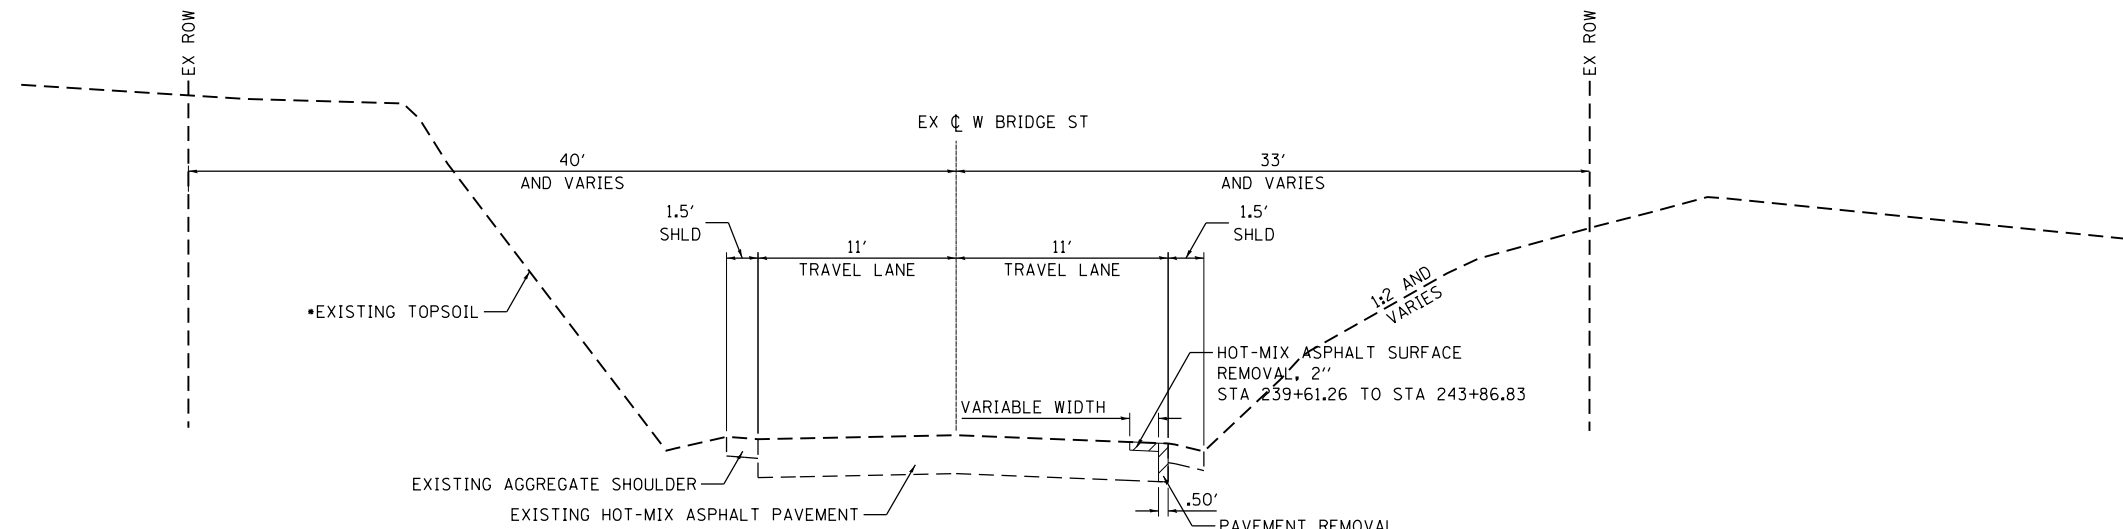 EX ROW
EX ROW
EX ℄ W BRIDGE ST
40'
AND VARIES
33'
AND VARIES
1.5'
SHLD
1.5'
SHLD
11'
TRAVEL LANE
11'
TRAVEL LANE
*EXISTING TOPSOIL
1:2 AND
VARIES
HOT-MIX ASPHALT SURFACE
REMOVAL, 2''
STA 239+61.26 TO STA 243+86.83
VARIABLE WIDTH
EXISTING AGGREGATE SHOULDER
.50'
EXISTING HOT-MIX ASPHALT PAVEMENT
PAVEMENT REMOVAL